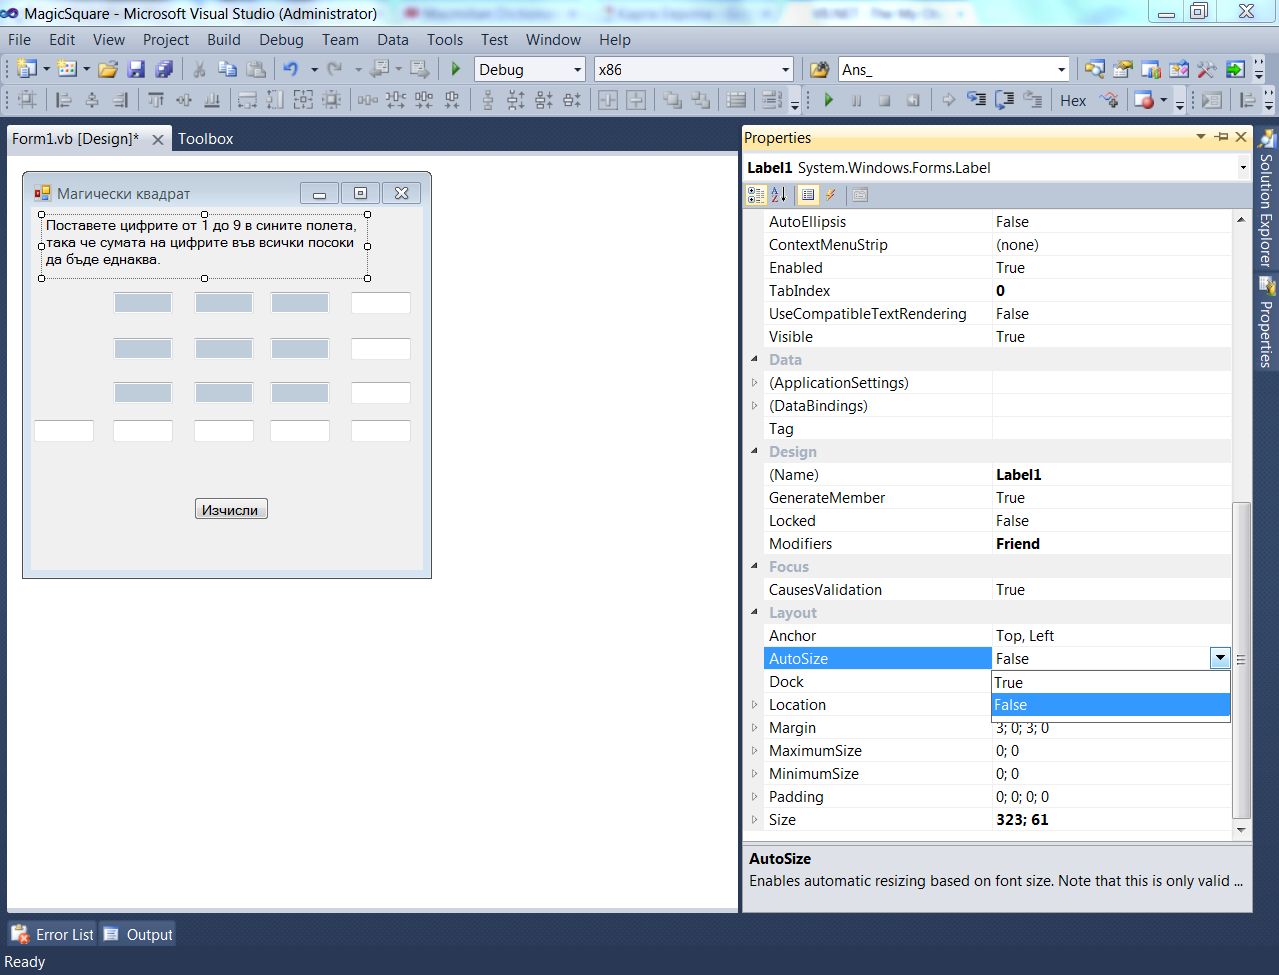 MagicSquare - Microsoft Visual Studio (Administrator)
File Edit View Project Build Debug Team Data Tools Test Window Help
Debug x86 Ans_
Hex
Form1.vb [Design]* Toolbox
Магически квадрат
Поставете цифрите от 1 до 9 в сините полета,
така че сумата на цифрите във всички посоки
да бъде еднаква.
Изчисли
Properties
Label1 System.Windows.Forms.Label
AutoEllipsis False
ContextMenuStrip (none)
Enabled True
TabIndex 0
UseCompatibleTextRendering False
Visible True
Data
(ApplicationSettings)
(DataBindings)
Tag
Design
(Name) Label1
GenerateMember True
Locked False
Modifiers Friend
Focus
CausesValidation True
Layout
Anchor Top, Left
AutoSize False
Dock True
Location False
Margin 3; 0; 3; 0
MaximumSize 0; 0
MinimumSize 0; 0
Padding 0; 0; 0; 0
Size 323; 61
AutoSize
Enables automatic resizing based on font size. Note that this is only valid ...
Solution Explorer
Properties
Error List Output
Ready